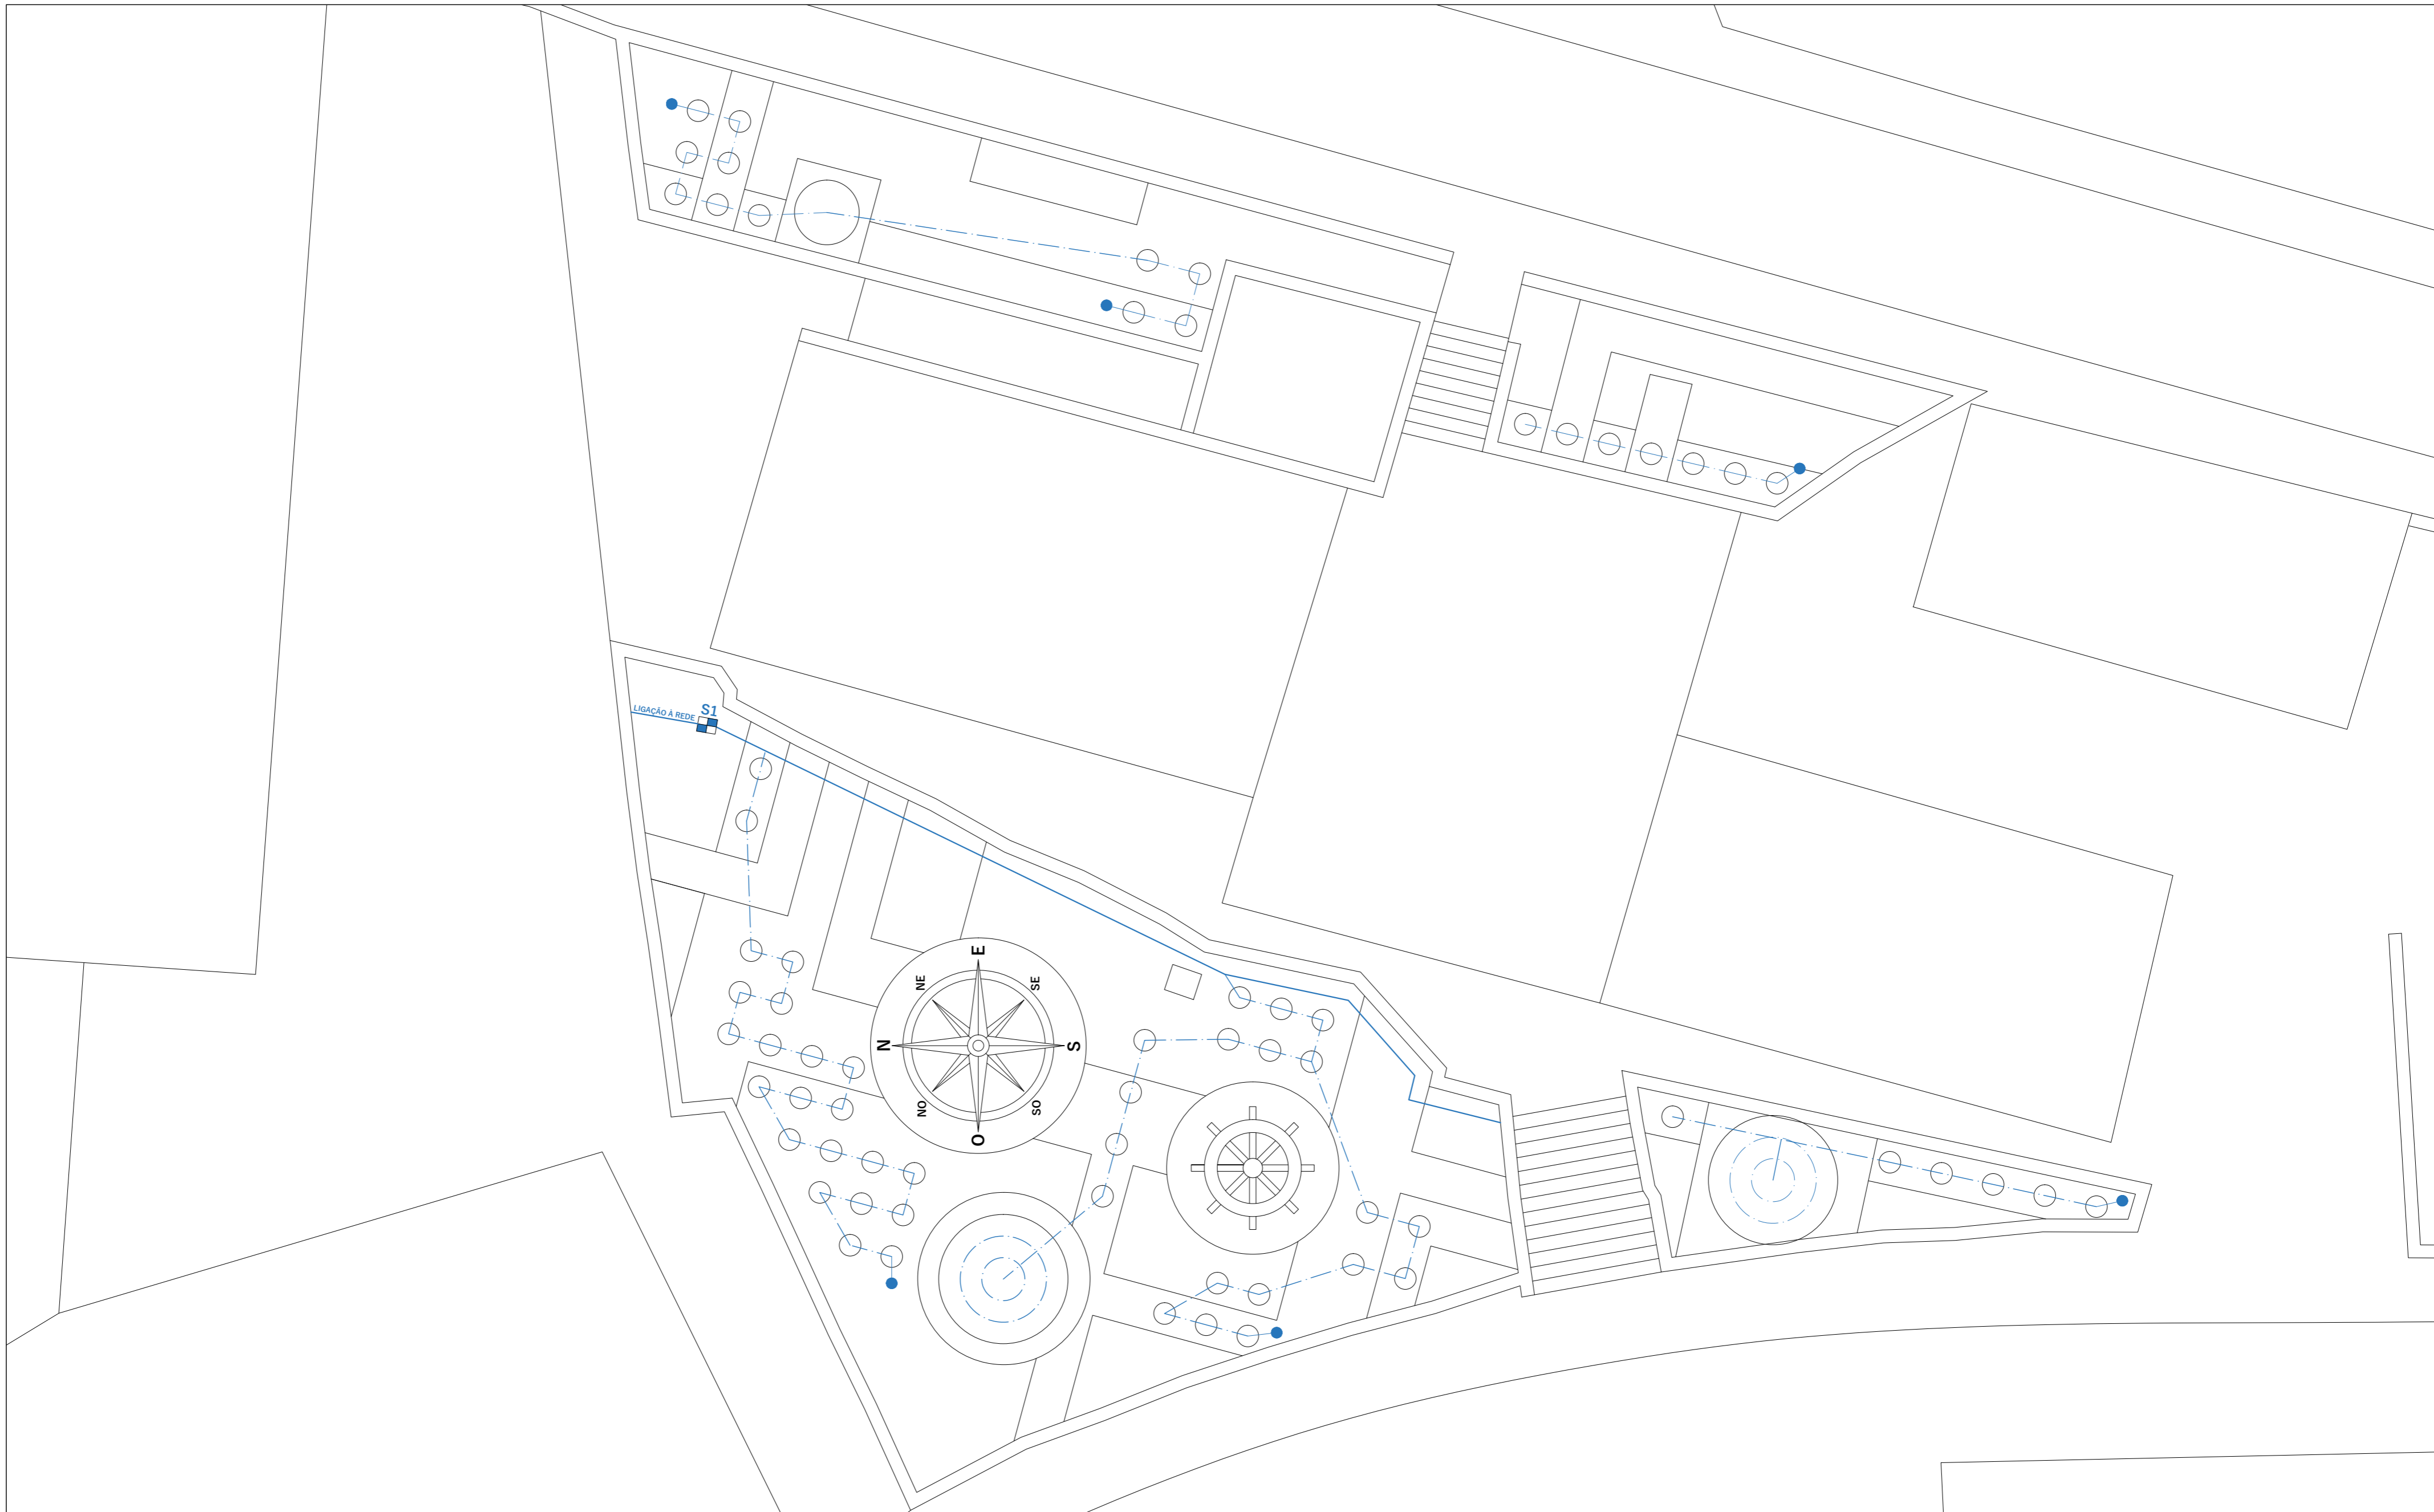 S1
LIGAÇÃO À REDE
E
NE
SE
N
S
NO
SO
O